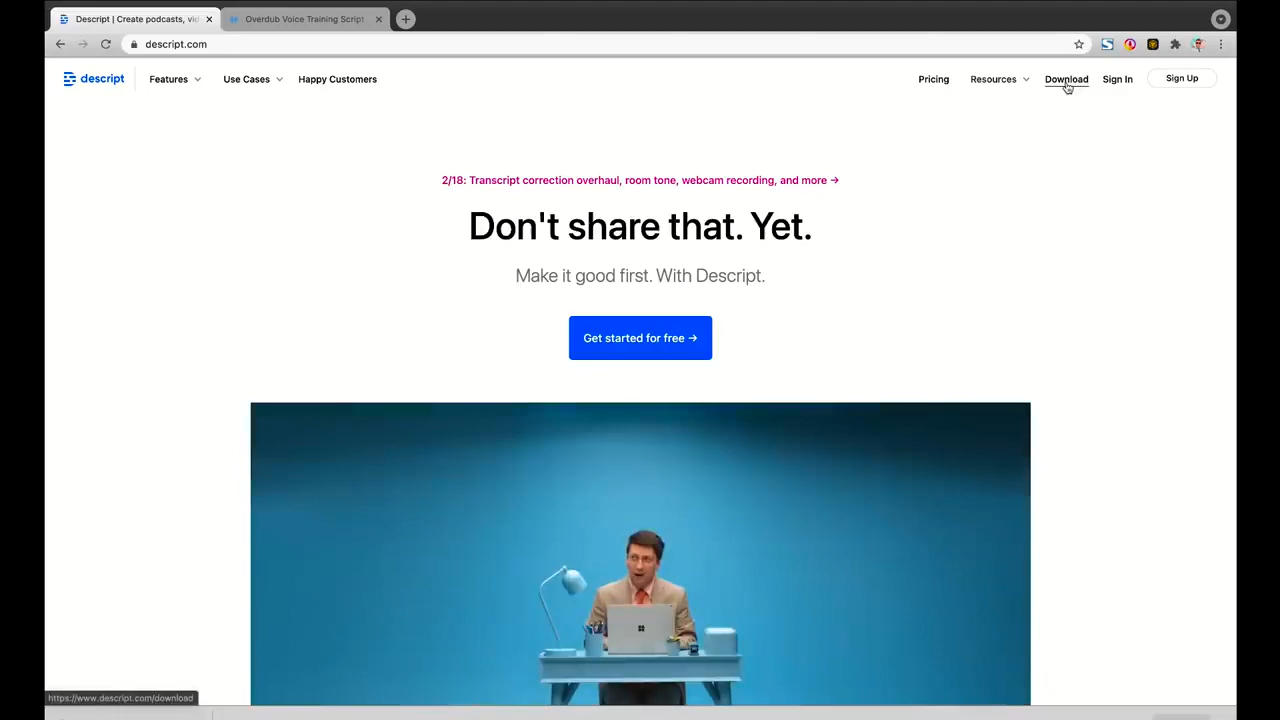 Descript | Create podcasts, vid
Overdub Voice Training Script
descript.com
descript
Features
Use Cases
Happy Customers
Pricing
Resources
Download
Sign In
Sign Up
2/18: Transcript correction overhaul, room tone, webcam recording, and more →
Don't share that. Yet.
Make it good first. With Descript.
Get started for free →
https://www.descript.com/download